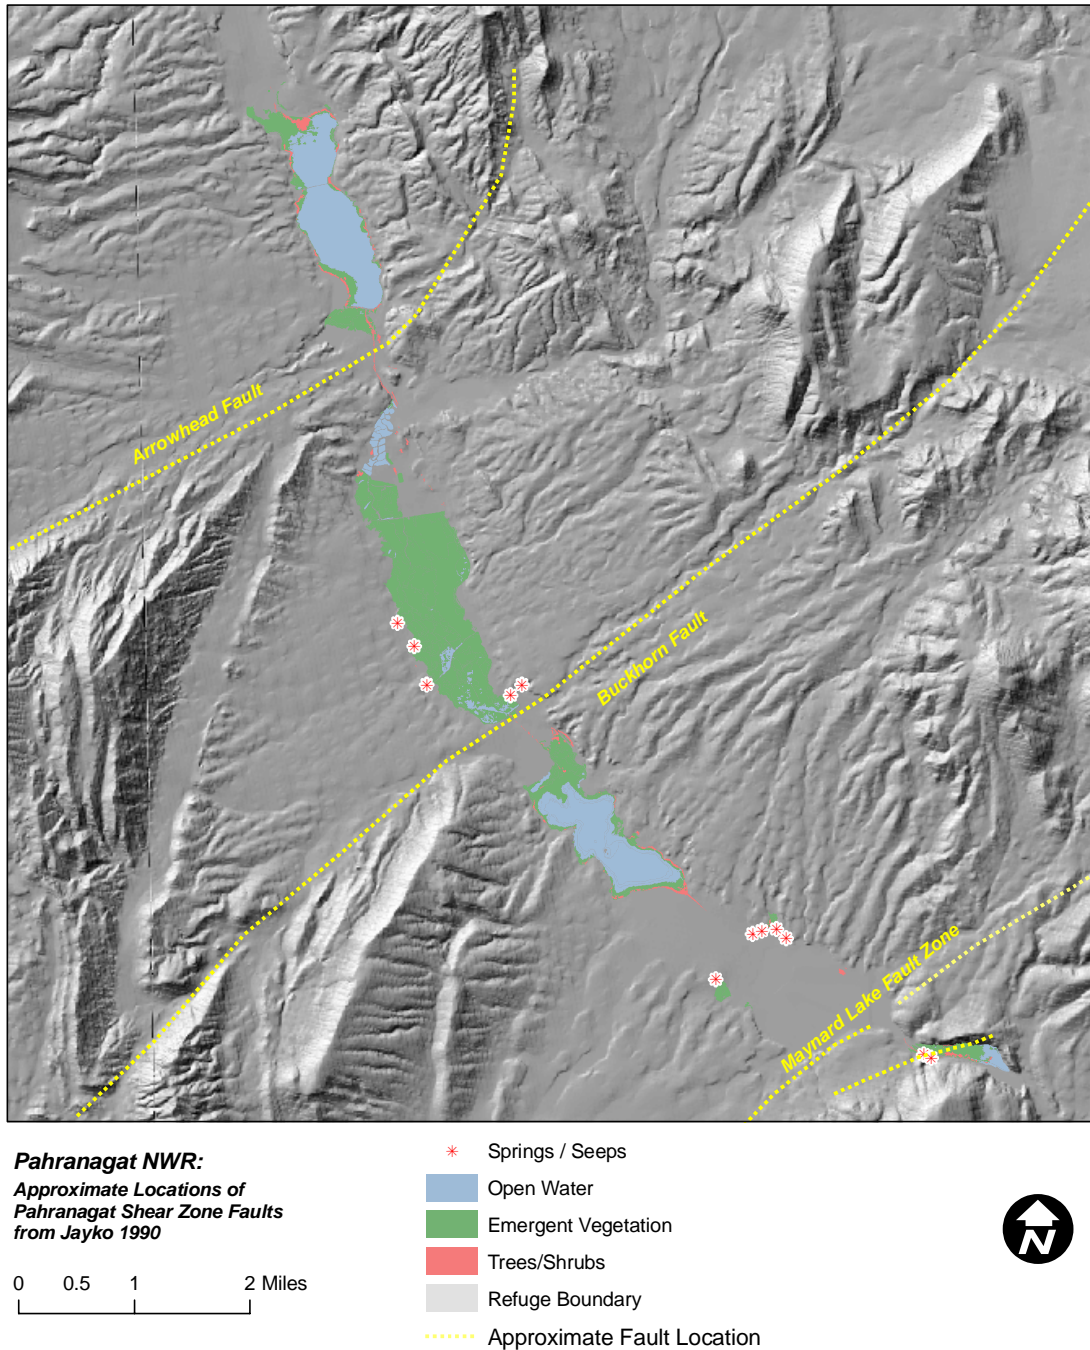 Arrowhead Fault
Buckhorn Fault
Maynard Lake Fault Zone
Pahranagat NWR:
Approximate Locations of
Pahranagat Shear Zone Faults
from Jayko 1990
0 0.5 1 2 Miles
Springs / Seeps
Open Water
Emergent Vegetation
Trees/Shrubs
Refuge Boundary
Approximate Fault Location
N